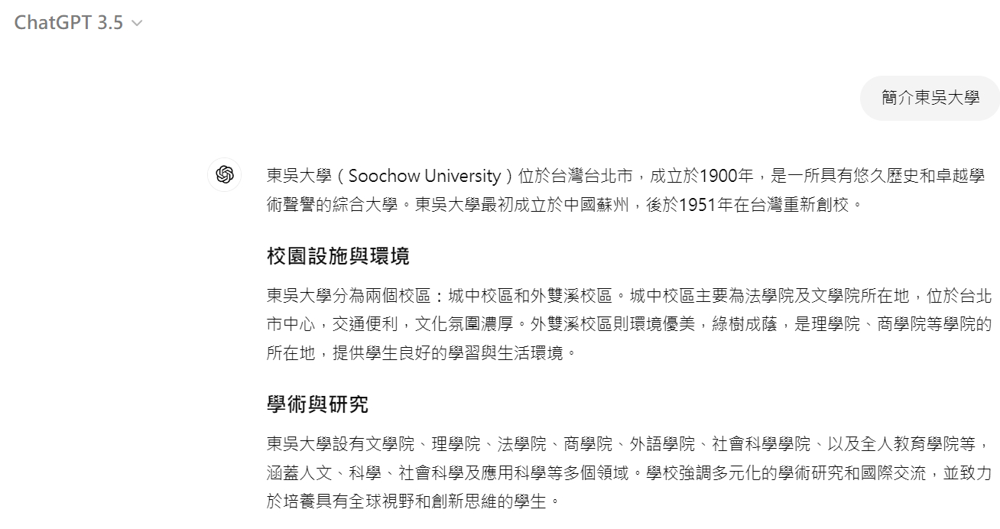 ChatGPT 3.5
簡介東吳大學
東吳大學（Soochow University）位於台灣台北市，成立於1900年，是一所具有悠久歷史和卓越學
術聲譽的綜合大學。東吳大學最初成立於中國蘇州，後於1951年在台灣重新創校。
校園設施與環境
東吳大學分為兩個校區：城中校區和外雙溪校區。城中校區主要為法學院及文學院所在地，位於台北
市中心，交通便利，文化氛圍濃厚。外雙溪校區則環境優美，綠樹成蔭，是理學院、商學院等學院的
所在地，提供學生良好的學習與生活環境。
學術與研究
東吳大學設有文學院、理學院、法學院、商學院、外語學院、社會科學學院、以及全人教育學院等，
涵蓋人文、科學、社會科學及應用科學等多個領域。學校強調多元化的學術研究和國際交流，並致力
於培養具有全球視野和創新思維的學生。